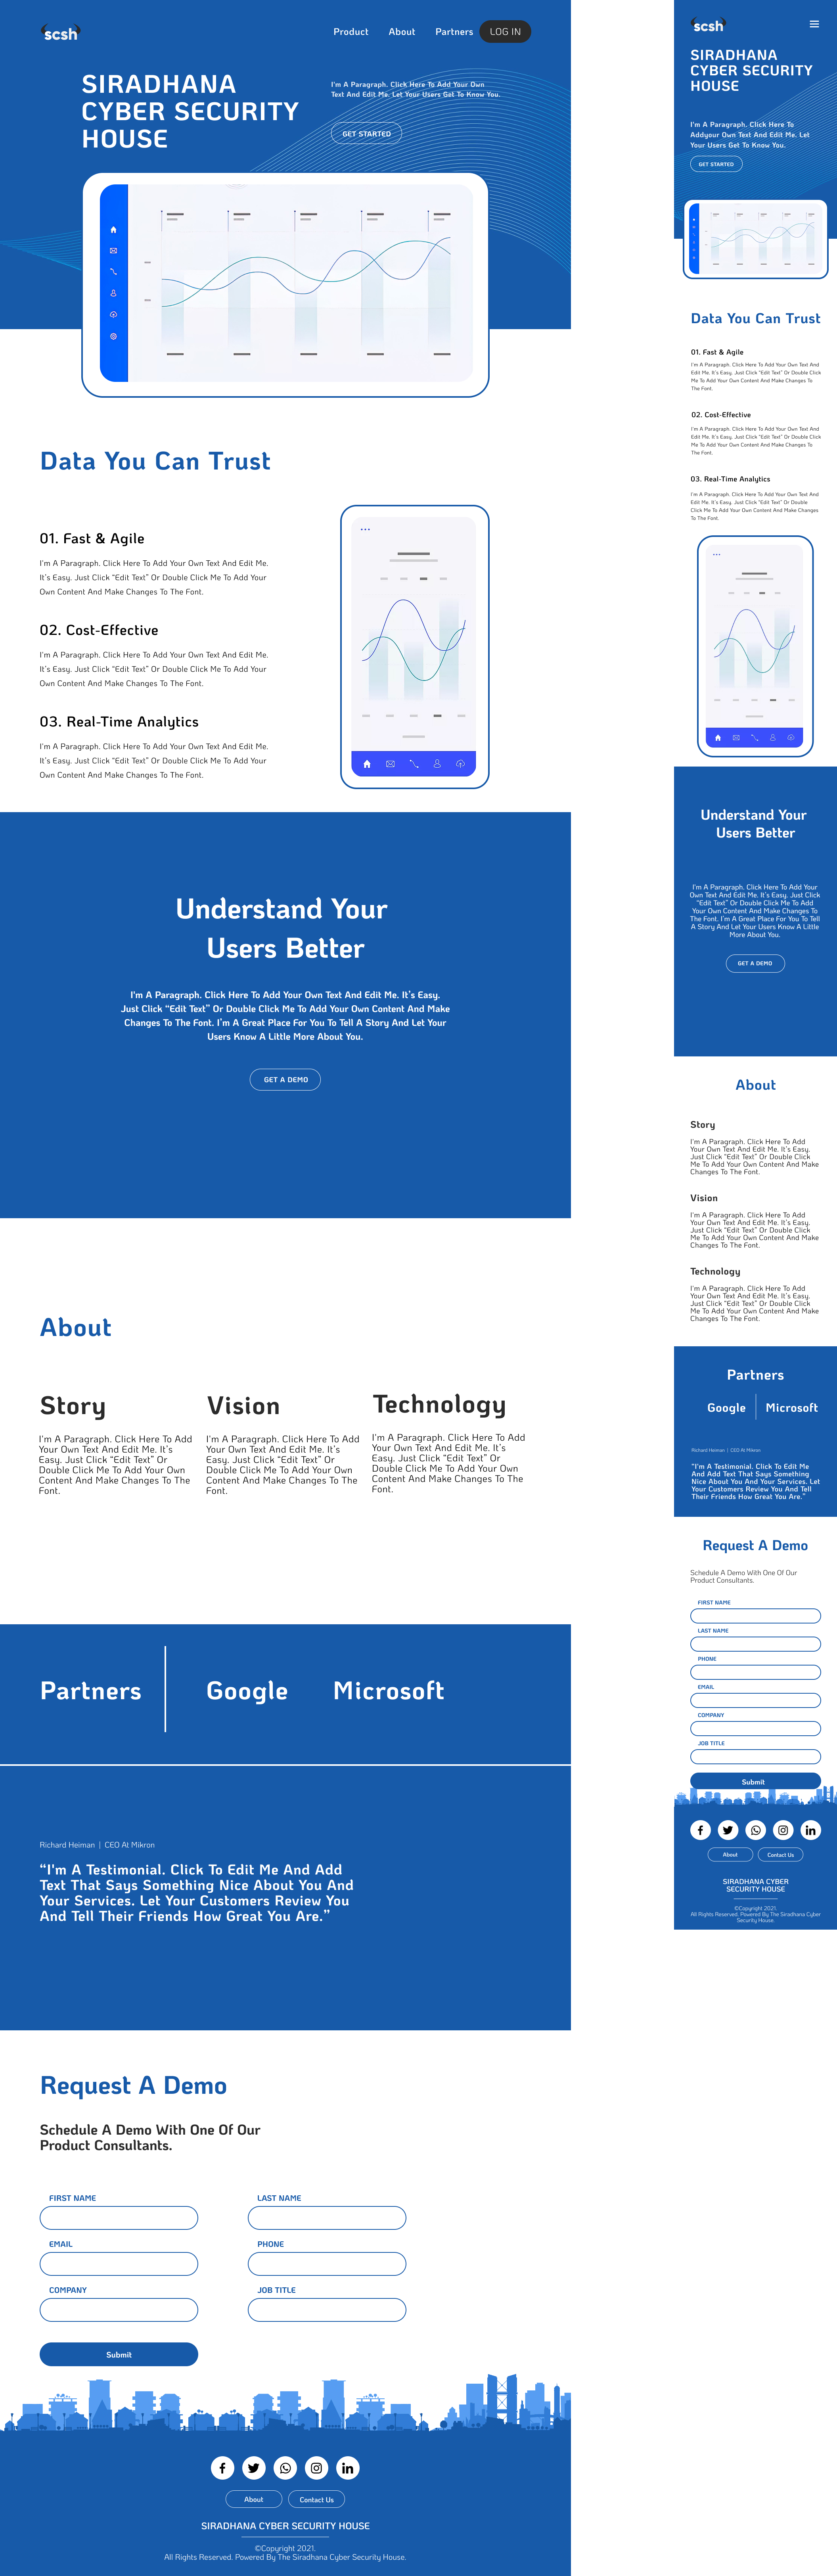 scsh
Product About Partners LOG IN
SIRADHANA
CYBER SECURITY
HOUSE
I'm A Paragraph. Click Here To Add Your Own
Text And Edit Me. Let Your Users Get To Know You.
GET STARTED
Data You Can Trust
01. Fast & Agile
I'm A Paragraph. Click Here To Add Your Own Text And Edit Me.
It's Easy. Just Click "Edit Text" Or Double Click Me To Add Your
Own Content And Make Changes To The Font.
02. Cost-Effective
I'm A Paragraph. Click Here To Add Your Own Text And Edit Me.
It's Easy. Just Click "Edit Text" Or Double Click Me To Add Your
Own Content And Make Changes To The Font.
03. Real-Time Analytics
I'm A Paragraph. Click Here To Add Your Own Text And Edit Me.
It's Easy. Just Click "Edit Text" Or Double Click Me To Add Your
Own Content And Make Changes To The Font.
Understand Your
Users Better
I'm A Paragraph. Click Here To Add Your Own Text And Edit Me. It's Easy.
Just Click "Edit Text" Or Double Click Me To Add Your Own Content And Make
Changes To The Font. I'm A Great Place For You To Tell A Story And Let Your
Users Know A Little More About You.
GET A DEMO
About
Story
I'm A Paragraph. Click Here To Add
Your Own Text And Edit Me. It's
Easy. Just Click "Edit Text" Or
Double Click Me To Add Your Own
Content And Make Changes To The
Font.
Vision
I'm A Paragraph. Click Here To Add
Your Own Text And Edit Me. It's
Easy. Just Click "Edit Text" Or
Double Click Me To Add Your Own
Content And Make Changes To The
Font.
Technology
I'm A Paragraph. Click Here To Add
Your Own Text And Edit Me. It's
Easy. Just Click "Edit Text" Or
Double Click Me To Add Your Own
Content And Make Changes To The
Font.
Partners Google Microsoft
Richard Heiman | CEO At Mikron
"I'm A Testimonial. Click To Edit Me And Add
Text That Says Something Nice About You And
Your Services. Let Your Customers Review You
And Tell Their Friends How Great You Are."
Request A Demo
Schedule A Demo With One Of Our
Product Consultants.
FIRST NAME LAST NAME
EMAIL PHONE
COMPANY JOB TITLE
Submit
About Contact Us
SIRADHANA CYBER SECURITY HOUSE
©Copyright 2021.
All Rights Reserved. Powered By The Siradhana Cyber Security House.
scsh
SIRADHANA
CYBER SECURITY
HOUSE
I'm A Paragraph. Click Here To
Addyour Own Text And Edit Me. Let
Your Users Get To Know You.
GET STARTED
Data You Can Trust
01. Fast & Agile
I'm A Paragraph. Click Here To Add Your Own Text And
Edit Me. It's Easy. Just Click "Edit Text" Or Double Click
Me To Add Your Own Content And Make Changes To
The Font.
02. Cost-Effective
I'm A Paragraph. Click Here To Add Your Own Text And
Edit Me. It's Easy. Just Click "Edit Text" Or Double Click
Me To Add Your Own Content And Make Changes To
The Font.
03. Real-Time Analytics
I'm A Paragraph. Click Here To Add Your Own Text And
Edit Me. It's Easy. Just Click "Edit Text" Or Double
Click Me To Add Your Own Content And Make Changes
To The Font.
Understand Your
Users Better
I'm A Paragraph. Click Here To Add Your
Own Text And Edit Me. It's Easy. Just Click
"Edit Text" Or Double Click Me To Add
Your Own Content And Make Changes To
The Font. I'm A Great Place For You To Tell
A Story And Let Your Users Know A Little
More About You.
GET A DEMO
About
Story
I'm A Paragraph. Click Here To Add
Your Own Text And Edit Me. It's Easy.
Just Click "Edit Text" Or Double Click
Me To Add Your Own Content And Make
Changes To The Font.
Vision
I'm A Paragraph. Click Here To Add
Your Own Text And Edit Me. It's Easy.
Just Click "Edit Text" Or Double Click
Me To Add Your Own Content And Make
Changes To The Font.
Technology
I'm A Paragraph. Click Here To Add
Your Own Text And Edit Me. It's Easy.
Just Click "Edit Text" Or Double Click
Me To Add Your Own Content And Make
Changes To The Font.
Partners
Google Microsoft
Richard Heiman | CEO At Mikron
"I'm A Testimonial. Click To Edit Me
And Add Text That Says Something
Nice About You And Your Services. Let
Your Customers Review You And Tell
Their Friends How Great You Are."
Request A Demo
Schedule A Demo With One Of Our
Product Consultants.
FIRST NAME
LAST NAME
PHONE
EMAIL
COMPANY
JOB TITLE
Submit
About Contact Us
SIRADHANA CYBER
SECURITY HOUSE
©Copyright 2021.
All Rights Reserved. Powered By The Siradhana Cyber
Security House.